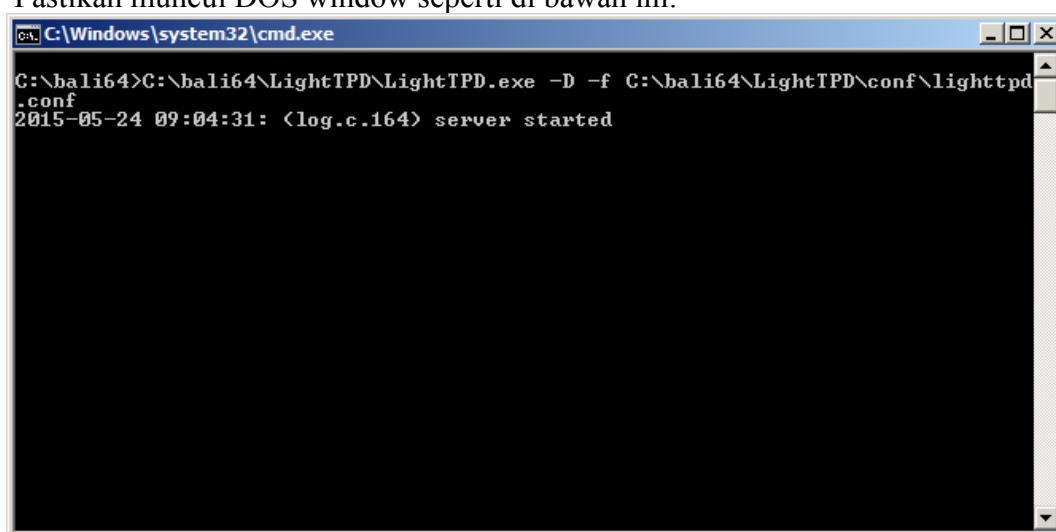 Pastikan muncul DOS window seperti di bawah ini:
C:\Windows\system32\cmd.exe
C:\bali64>C:\bali64\LightTPD\LightTPD.exe -D -f C:\bali64\LightTPD\conf\lighttpd
.conf
2015-05-24 09:04:31: (log.c.164) server started